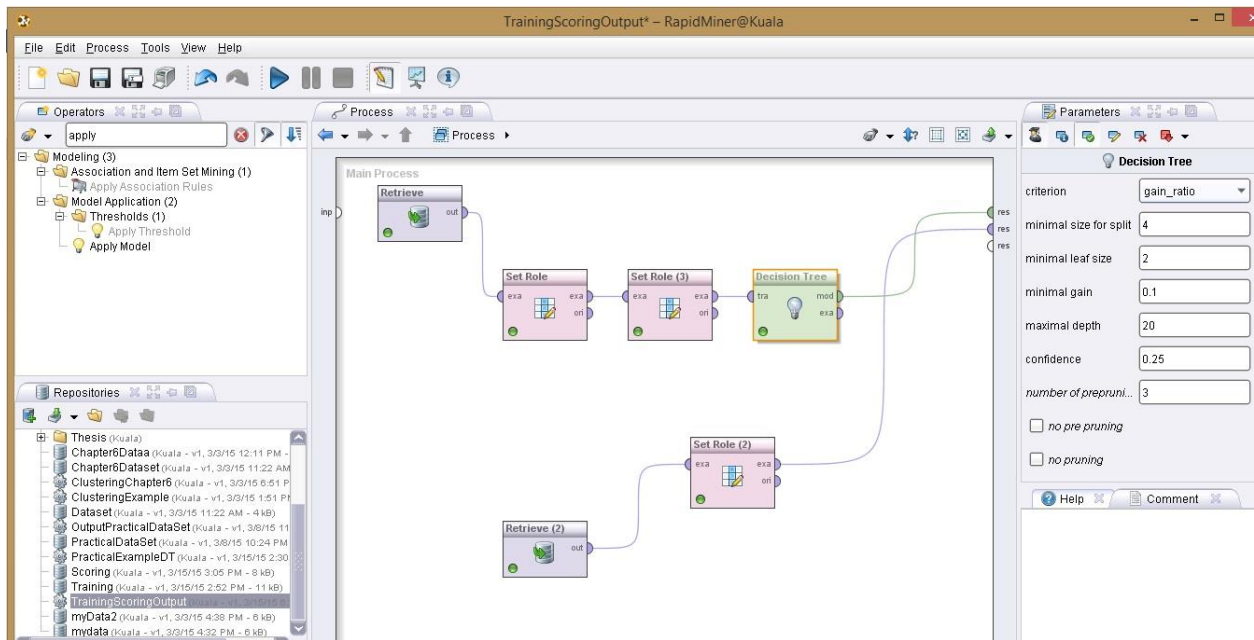 TrainingScoringOutput* – RapidMiner@Kuala
File Edit Process Tools View Help
Operators
apply
Modeling (3)
Association and Item Set Mining (1)
Apply Association Rules
Model Application (2)
Thresholds (1)
Apply Threshold
Apply Model
Repositories
Thesis (Kuala)
Chapter6Dataa (Kuala - v1, 3/3/15 12:11 PM -
Chapter6Dataset (Kuala - v1, 3/3/15 11:22 AM
ClusteringChapter6 (Kuala - v1, 3/3/15 6:51 P
ClusteringExample (Kuala - v1, 3/3/15 1:51 P
Dataset (Kuala - v1, 3/3/15 11:22 AM - 4 kB)
OutputPracticalDataSet (Kuala - v1, 3/8/15 11
PracticalDataSet (Kuala - v1, 3/8/15 10:24 PM
PracticalExampleDT (Kuala - v1, 3/15/15 2:30
Scoring (Kuala - v1, 3/15/15 3:05 PM - 8 kB)
Training (Kuala - v1, 3/15/15 2:52 PM - 11 kB)
TrainingScoringOutput (Kuala - v1, 3/15/15
myData2 (Kuala - v1, 3/3/15 4:38 PM - 6 kB)
mydata (Kuala - v1, 3/3/15 4:32 PM - 6 kB)
Process
Process
Main Process
inp
Retrieve
out
Set Role
exa exa
ori
Set Role (3)
exa exa
ori
Decision Tree
tra mod
exa
res
res
res
Set Role (2)
exa exa
ori
Retrieve (2)
out
Parameters
Decision Tree
criterion gain_ratio
minimal size for split 4
minimal leaf size 2
minimal gain 0.1
maximal depth 20
confidence 0.25
number of prepruni... 3
no pre pruning
no pruning
Help Comment